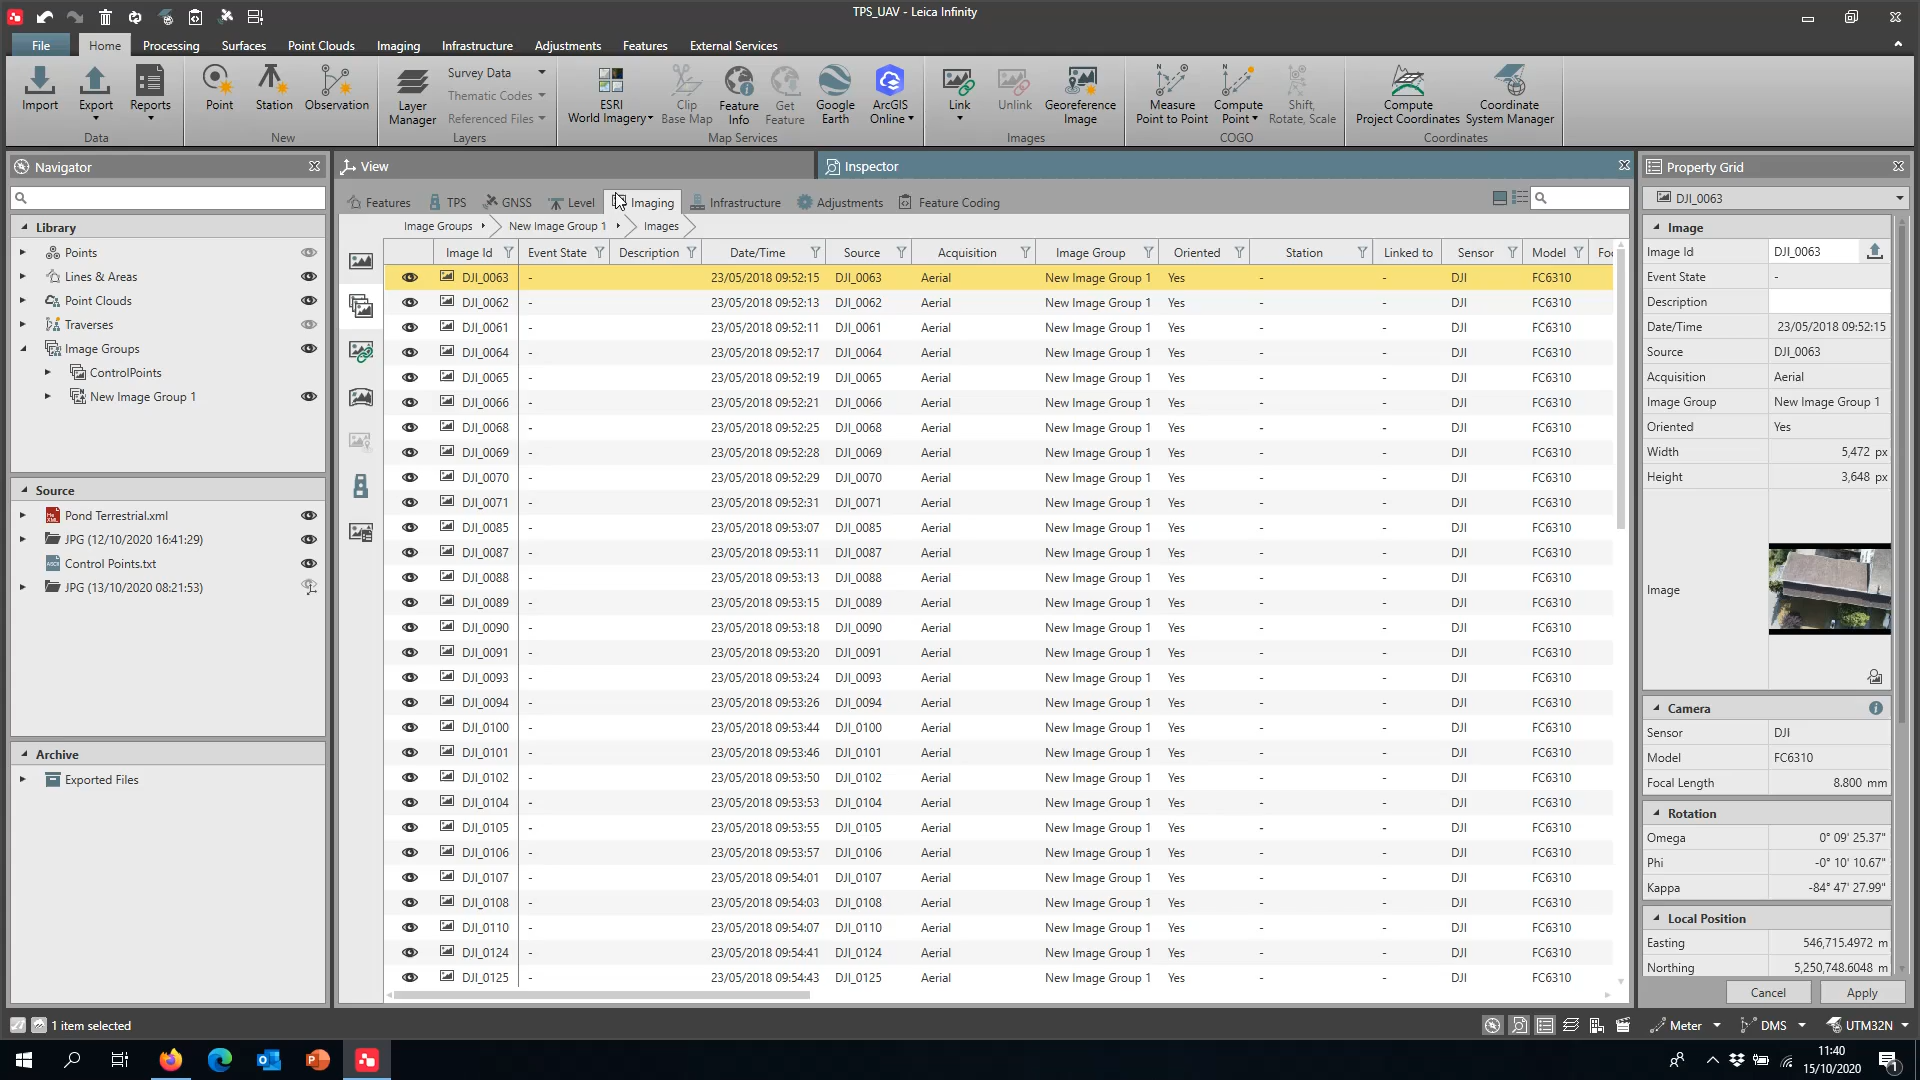 TPS_UAV - Leica Infinity
File Home Processing Surfaces Point Clouds Imaging Infrastructure Adjustments Features External Services
Import Export Reports Point Station Observation Layer Manager Survey Data Thematic Codes Referenced Files ESRI World Imagery Clip Base Map Feature Info Get Feature Google Earth ArcGIS Online Link Unlink Georeference Image Measure Point to Point Compute Point Shift, Rotate, Scale Compute Project Coordinates Coordinate System Manager
Data New Layers Map Services Images COGO Coordinates
Navigator
Library
Points
Lines & Areas
Point Clouds
Traverses
Image Groups
ControlPoints
New Image Group 1
Source
Pond Terrestrial.xml
JPG (12/10/2020 16:41:29)
Control Points.txt
JPG (13/10/2020 08:21:53)
Archive
Exported Files
View Inspector
Features TPS GNSS Level Imaging Infrastructure Adjustments Feature Coding
Image Groups New Image Group 1 Images
Image Id Event State Description Date/Time Source Acquisition Image Group Oriented Station Linked to Sensor Model Foc
DJI_0063 - 23/05/2018 09:52:15 DJI_0063 Aerial New Image Group 1 Yes - - DJI FC6310
DJI_0062 - 23/05/2018 09:52:13 DJI_0062 Aerial New Image Group 1 Yes - - DJI FC6310
DJI_0061 - 23/05/2018 09:52:11 DJI_0061 Aerial New Image Group 1 Yes - - DJI FC6310
DJI_0064 - 23/05/2018 09:52:17 DJI_0064 Aerial New Image Group 1 Yes - - DJI FC6310
DJI_0065 - 23/05/2018 09:52:19 DJI_0065 Aerial New Image Group 1 Yes - - DJI FC6310
DJI_0066 - 23/05/2018 09:52:21 DJI_0066 Aerial New Image Group 1 Yes - - DJI FC6310
DJI_0068 - 23/05/2018 09:52:25 DJI_0068 Aerial New Image Group 1 Yes - - DJI FC6310
DJI_0069 - 23/05/2018 09:52:28 DJI_0069 Aerial New Image Group 1 Yes - - DJI FC6310
DJI_0070 - 23/05/2018 09:52:29 DJI_0070 Aerial New Image Group 1 Yes - - DJI FC6310
DJI_0071 - 23/05/2018 09:52:31 DJI_0071 Aerial New Image Group 1 Yes - - DJI FC6310
DJI_0085 - 23/05/2018 09:53:07 DJI_0085 Aerial New Image Group 1 Yes - - DJI FC6310
DJI_0087 - 23/05/2018 09:53:11 DJI_0087 Aerial New Image Group 1 Yes - - DJI FC6310
DJI_0088 - 23/05/2018 09:53:13 DJI_0088 Aerial New Image Group 1 Yes - - DJI FC6310
DJI_0089 - 23/05/2018 09:53:15 DJI_0089 Aerial New Image Group 1 Yes - - DJI FC6310
DJI_0090 - 23/05/2018 09:53:18 DJI_0090 Aerial New Image Group 1 Yes - - DJI FC6310
DJI_0091 - 23/05/2018 09:53:20 DJI_0091 Aerial New Image Group 1 Yes - - DJI FC6310
DJI_0093 - 23/05/2018 09:53:24 DJI_0093 Aerial New Image Group 1 Yes - - DJI FC6310
DJI_0094 - 23/05/2018 09:53:26 DJI_0094 Aerial New Image Group 1 Yes - - DJI FC6310
DJI_0100 - 23/05/2018 09:53:44 DJI_0100 Aerial New Image Group 1 Yes - - DJI FC6310
DJI_0101 - 23/05/2018 09:53:46 DJI_0101 Aerial New Image Group 1 Yes - - DJI FC6310
DJI_0102 - 23/05/2018 09:53:50 DJI_0102 Aerial New Image Group 1 Yes - - DJI FC6310
DJI_0104 - 23/05/2018 09:53:53 DJI_0104 Aerial New Image Group 1 Yes - - DJI FC6310
DJI_0105 - 23/05/2018 09:53:55 DJI_0105 Aerial New Image Group 1 Yes - - DJI FC6310
DJI_0106 - 23/05/2018 09:53:57 DJI_0106 Aerial New Image Group 1 Yes - - DJI FC6310
DJI_0107 - 23/05/2018 09:54:01 DJI_0107 Aerial New Image Group 1 Yes - - DJI FC6310
DJI_0108 - 23/05/2018 09:54:03 DJI_0108 Aerial New Image Group 1 Yes - - DJI FC6310
DJI_0110 - 23/05/2018 09:54:07 DJI_0110 Aerial New Image Group 1 Yes - - DJI FC6310
DJI_0124 - 23/05/2018 09:54:41 DJI_0124 Aerial New Image Group 1 Yes - - DJI FC6310
DJI_0125 - 23/05/2018 09:54:43 DJI_0125 Aerial New Image Group 1 Yes - - DJI FC6310
Property Grid
DJI_0063
Image
Image Id DJI_0063
Event State -
Description
Date/Time 23/05/2018 09:52:15
Source DJI_0063
Acquisition Aerial
Image Group New Image Group 1
Oriented Yes
Width 5,472 px
Height 3,648 px
Image
Camera
Sensor DJI
Model FC6310
Focal Length 8.800 mm
Rotation
Omega 0° 09' 25.37"
Phi -0° 10' 10.67"
Kappa -84° 47' 27.99"
Local Position
Easting 546,715.4972 m
Northing 5,250,748.6048 m
Cancel Apply
1 item selected Meter DMS UTM32N
11:40
15/10/2020
1